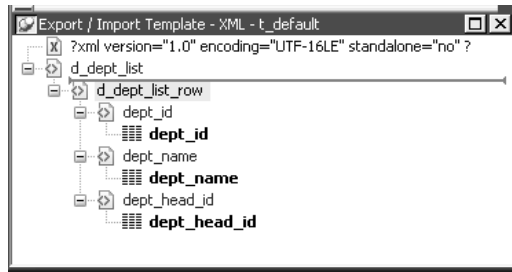 Export / Import Template - XML - t_default
?xml version="1.0" encoding="UTF-16LE" standalone="no" ?
d_dept_list
d_dept_list_row
dept_id
dept_id
dept_name
dept_name
dept_head_id
dept_head_id